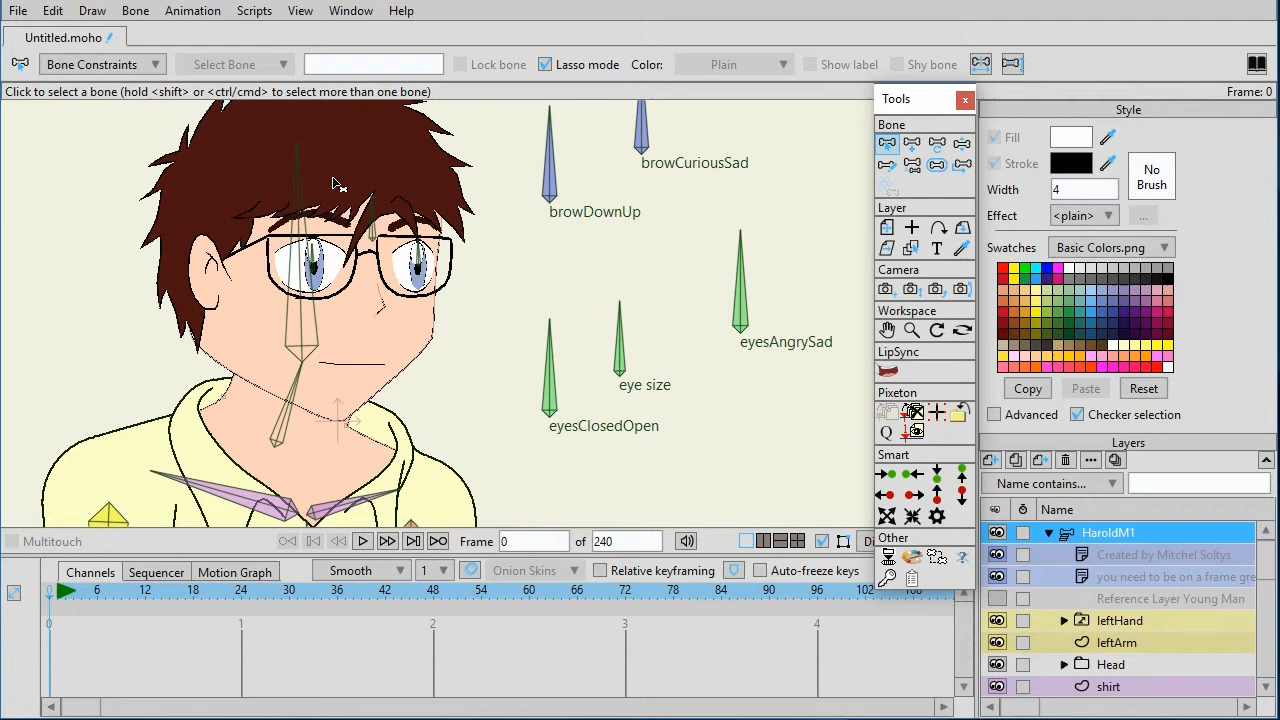 File Edit Draw Bone Animation Scripts View Window Help
Untitled.moho
Bone Constraints Select Bone Lock bone Lasso mode Color: Plain Show label Shy bone
Click to select a bone (hold <shift> or <ctrl/cmd> to select more than one bone) Frame: 0
Tools x
Style
Bone
Fill
Stroke
No Brush
Width 4
Layer
Effect <plain> ...
Swatches Basic Colors.png
Camera
Workspace
LipSync
Pixeton
Copy Paste Reset
Advanced Checker selection
Q
Layers
Smart
Name contains...
Name
Other
browCuriousSad
browDownUp
eyesAngrySad
eye size
eyesClosedOpen
HaroldM1
Created by Mitchel Soltys
you need to be on a frame gre
Reference Layer Young Man
leftHand
leftArm
Head
shirt
Multitouch Frame 0 of 240 Di
Channels Sequencer Motion Graph Smooth 1 Onion Skins Relative keyframing Auto-freeze keys
0 6 12 18 24 30 36 42 48 54 60 66 72 78 84 90 96 102 108
0 1 2 3 4